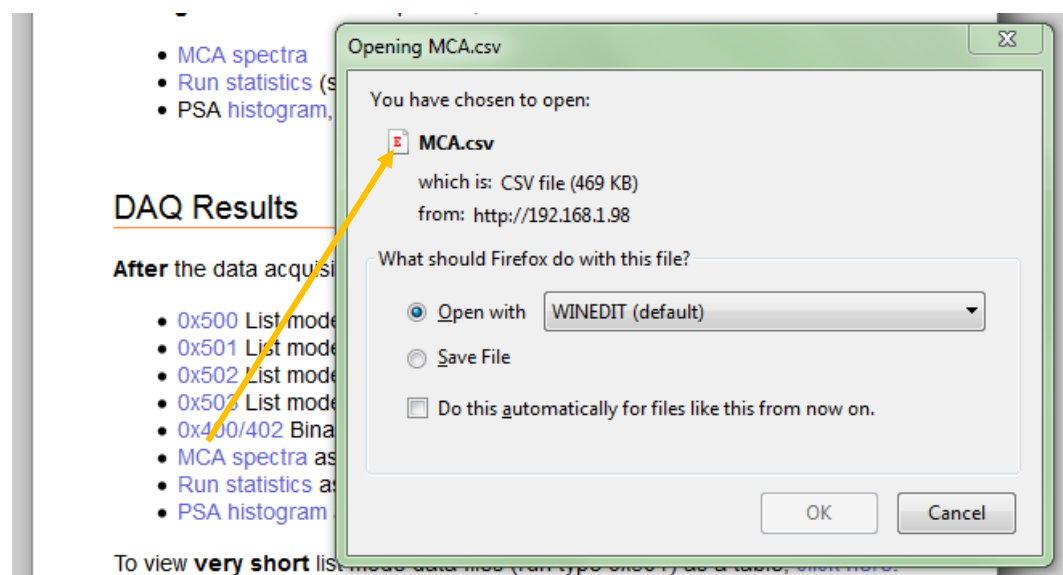 Opening MCA.csv
• MCA spectra
• Run statistics (s
• PSA histogram,
You have chosen to open:
Σ MCA.csv
which is: CSV file (469 KB)
from: http://192.168.1.98
DAQ Results
What should Firefox do with this file?
After the data acquisi
Open with WINEDIT (default)
Save File
Do this automatically for files like this from now on.
• 0x500 List mode
• 0x501 List mode
• 0x502 List mode
• 0x503 List mode
• 0x400/402 Bina
• MCA spectra as
• Run statistics as
• PSA histogram
OK Cancel
To view very short list mode data files (run type 0x501) as a table, click here.